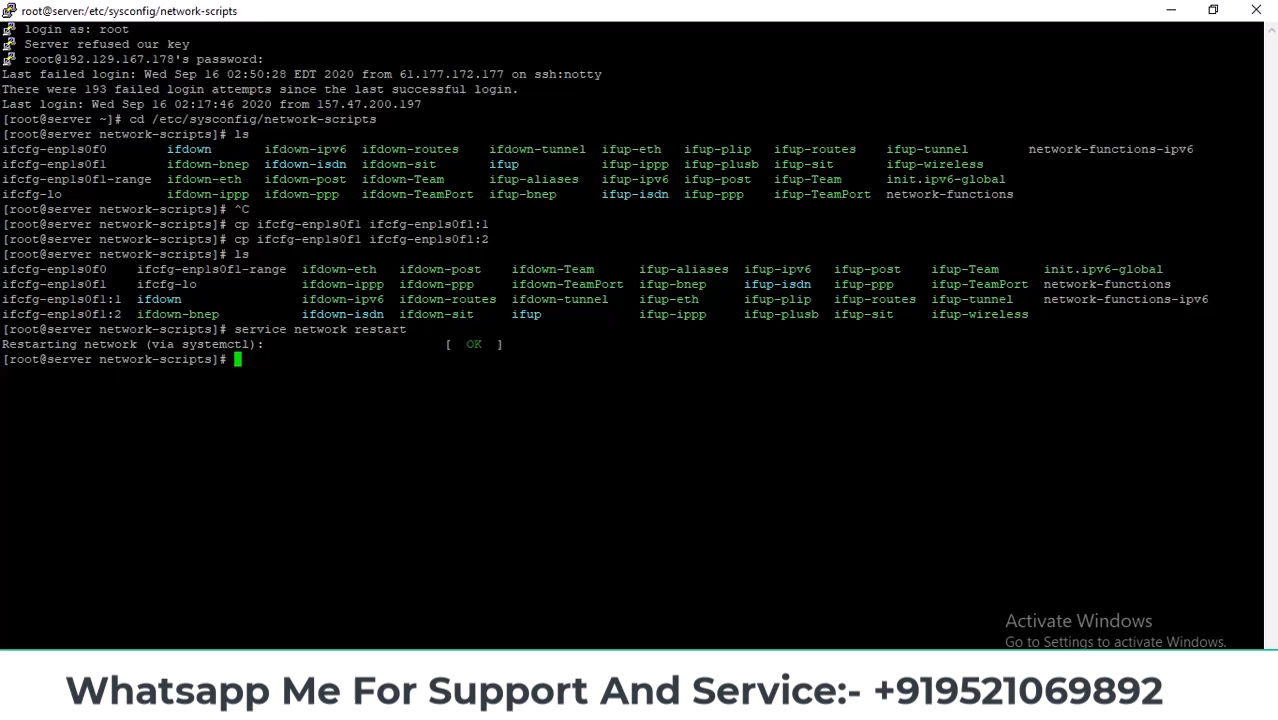 root@server:/etc/sysconfig/network-scripts
login as: root
Server refused our key
root@192.129.167.178's password:
Last failed login: Wed Sep 16 02:50:28 EDT 2020 from 61.177.172.177 on ssh:notty
There were 193 failed login attempts since the last successful login.
Last login: Wed Sep 16 02:17:46 2020 from 157.47.200.197
[root@server ~]# cd /etc/sysconfig/network-scripts
[root@server network-scripts]# ls
ifcfg-enp1s0f0 ifdown ifdown-ipv6 ifdown-routes ifdown-tunnel ifup-eth ifup-plip ifup-routes ifup-tunnel network-functions-ipv6
ifcfg-enp1s0f1 ifdown-bnep ifdown-isdn ifdown-sit ifup ifup-ippp ifup-plusb ifup-sit ifup-wireless
ifcfg-enp1s0f1-range ifdown-eth ifdown-post ifdown-Team ifup-aliases ifup-ipv6 ifup-post ifup-Team init.ipv6-global
ifcfg-lo ifdown-ippp ifdown-ppp ifdown-TeamPort ifup-bnep ifup-isdn ifup-ppp ifup-TeamPort network-functions
[root@server network-scripts]# ^C
[root@server network-scripts]# cp ifcfg-enp1s0f1 ifcfg-enp1s0f1:1
[root@server network-scripts]# cp ifcfg-enp1s0f1 ifcfg-enp1s0f1:2
[root@server network-scripts]# ls
ifcfg-enp1s0f0 ifcfg-enp1s0f1-range ifdown-eth ifdown-post ifdown-Team ifup-aliases ifup-ipv6 ifup-post ifup-Team init.ipv6-global
ifcfg-enp1s0f1 ifcfg-lo ifdown-ippp ifdown-ppp ifdown-TeamPort ifup-bnep ifup-isdn ifup-ppp ifup-TeamPort network-functions
ifcfg-enp1s0f1:1 ifdown ifdown-ipv6 ifdown-routes ifdown-tunnel ifup-eth ifup-plip ifup-routes ifup-tunnel network-functions-ipv6
ifcfg-enp1s0f1:2 ifdown-bnep ifdown-isdn ifdown-sit ifup ifup-ippp ifup-plusb ifup-sit ifup-wireless
[root@server network-scripts]# service network restart
Restarting network (via systemctl): [ OK ]
[root@server network-scripts]#
Activate Windows
Go to Settings to activate Windows.
Whatsapp Me For Support And Service:- +919521069892